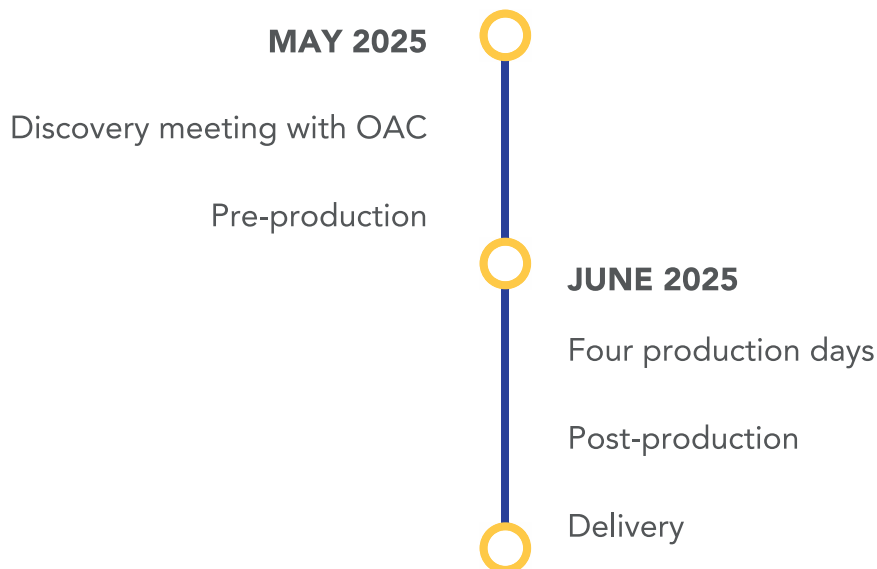 MAY 2025
Discovery meeting with OAC
Pre-production
JUNE 2025
Four production days
Post-production
Delivery